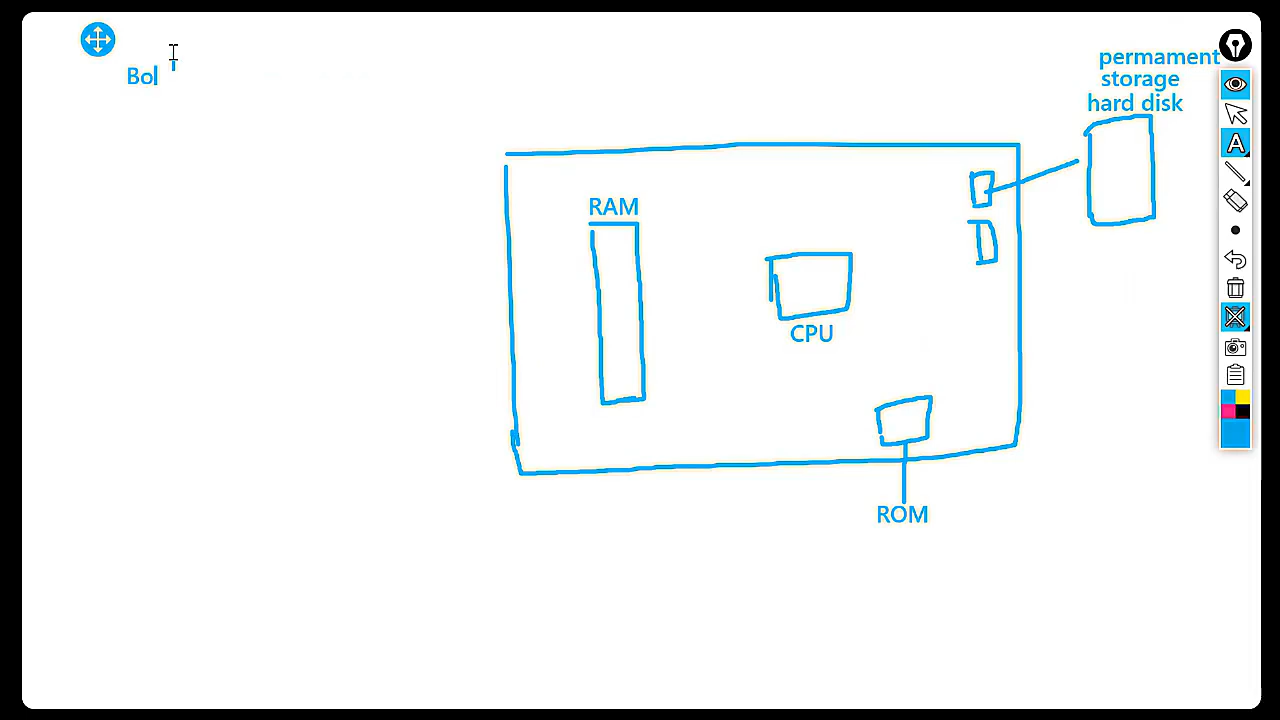 Bol
permament
storage
hard disk
RAM
CPU
ROM